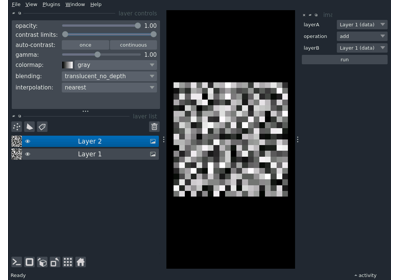 File View Plugins Window Help
layer controls
opacity: 1.00
contrast limits:
auto-contrast: once continuous
gamma: 1.00
colormap: gray
blending: translucent_no_depth
interpolation: nearest
layer list
Layer 2
Layer 1
layerA Layer 1 (data)
operation add
layerB Layer 1 (data)
run
activity